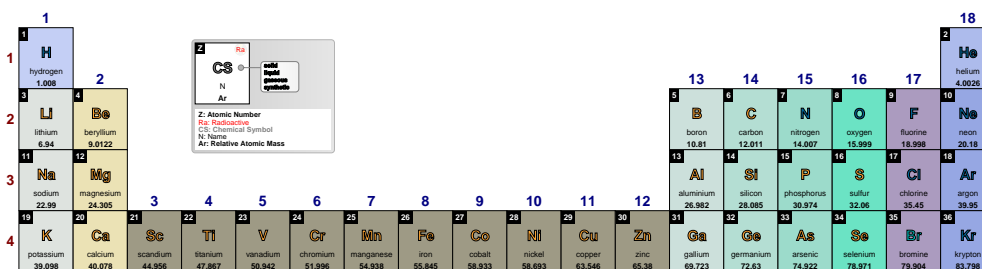 1 18
1 H hydrogen 1.008
2 He helium 4.0026
Z Ra
CS
solid
liquid
gaseous
synthetic
N
Ar
Z: Atomic Number
Ra: Radioactive
CS: Chemical Symbol
N: Name
Ar: Relative Atomic Mass
1
2 13 14 15 16 17
3 Li lithium 6.94
4 Be beryllium 9.0122
5 B boron 10.81
6 C carbon 12.011
7 N nitrogen 14.007
8 O oxygen 15.999
9 F fluorine 18.998
10 Ne neon 20.18
2
11 Na sodium 22.99
12 Mg magnesium 24.305
13 Al aluminium 26.982
14 Si silicon 28.085
15 P phosphorus 30.974
16 S sulfur 32.06
17 Cl chlorine 35.45
18 Ar argon 39.95
3
3 4 5 6 7 8 9 10 11 12
19 K potassium 39.098
20 Ca calcium 40.078
21 Sc scandium 44.956
22 Ti titanium 47.867
23 V vanadium 50.942
24 Cr chromium 51.996
25 Mn manganese 54.938
26 Fe iron 55.845
27 Co cobalt 58.933
28 Ni nickel 58.693
29 Cu copper 63.546
30 Zn zinc 65.38
31 Ga gallium 69.723
32 Ge germanium 72.63
33 As arsenic 74.922
34 Se selenium 78.971
35 Br bromine 79.904
36 Kr krypton 83.798
4